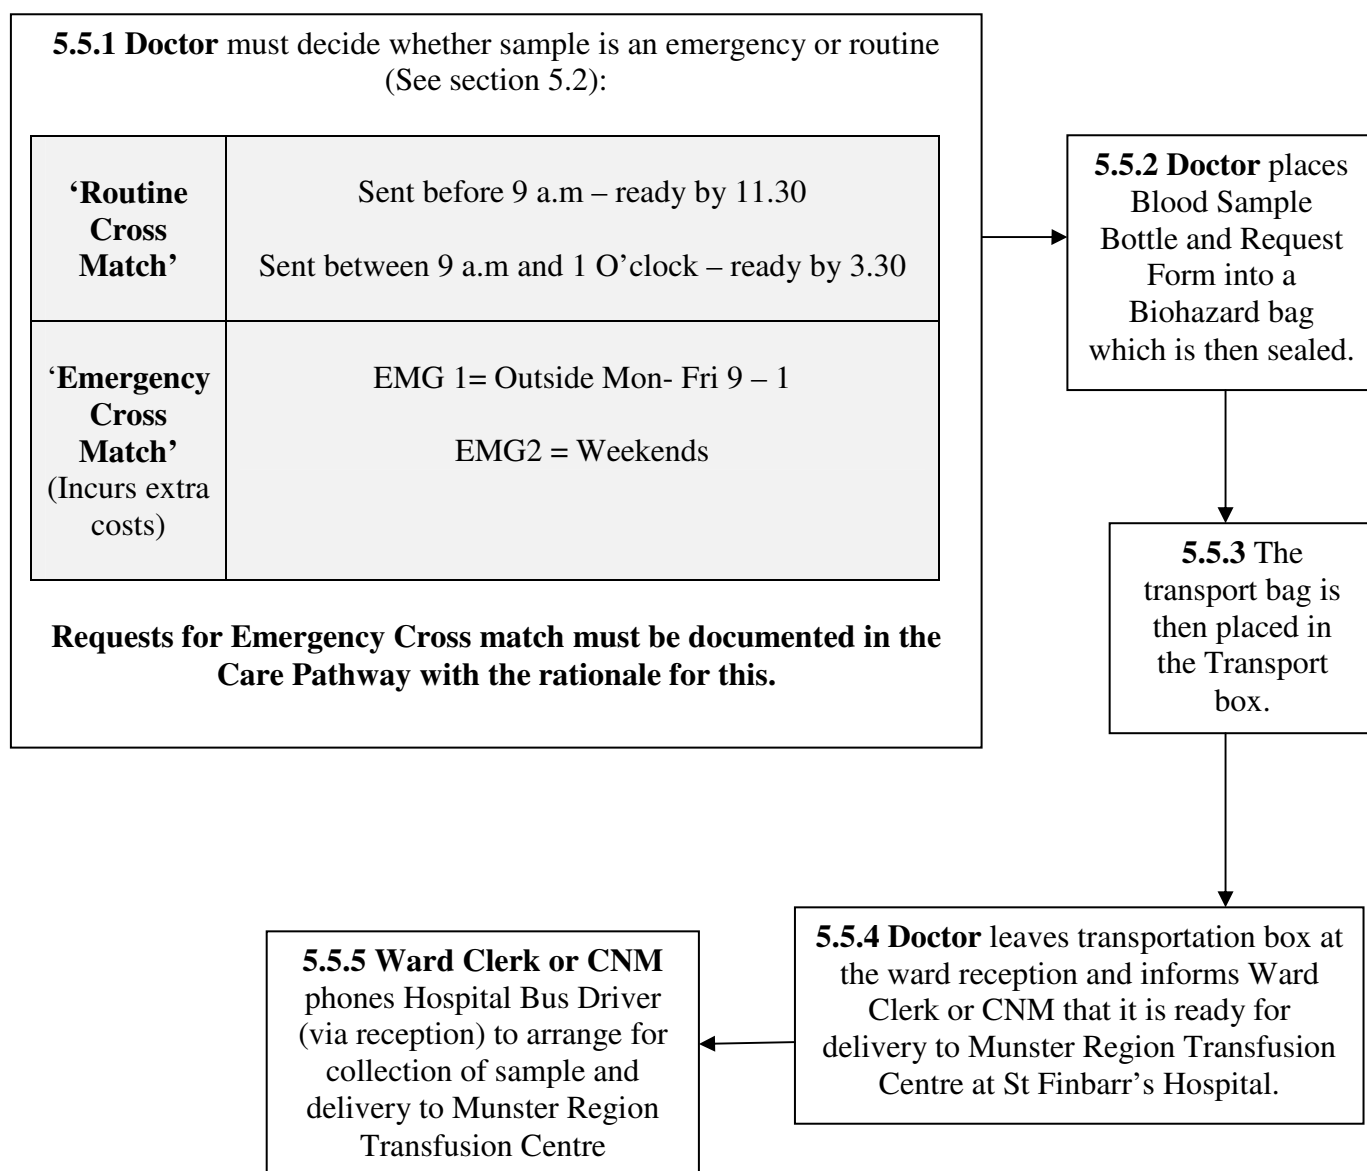 5.5.1 Doctor must decide whether sample is an emergency or routine
(See section 5.2):
‘Routine
Cross
Match’
Sent before 9 a.m – ready by 11.30
Sent between 9 a.m and 1 O’clock – ready by 3.30
‘Emergency
Cross
Match’
(Incurs extra
costs)
EMG 1= Outside Mon- Fri 9 – 1
EMG2 = Weekends
Requests for Emergency Cross match must be documented in the
Care Pathway with the rationale for this.
5.5.2 Doctor places
Blood Sample
Bottle and Request
Form into a
Biohazard bag
which is then sealed.
5.5.3 The
transport bag is
then placed in
the Transport
box.
5.5.4 Doctor leaves transportation box at
the ward reception and informs Ward
Clerk or CNM that it is ready for
delivery to Munster Region Transfusion
Centre at St Finbarr’s Hospital.
5.5.5 Ward Clerk or CNM
phones Hospital Bus Driver
(via reception) to arrange for
collection of sample and
delivery to Munster Region
Transfusion Centre